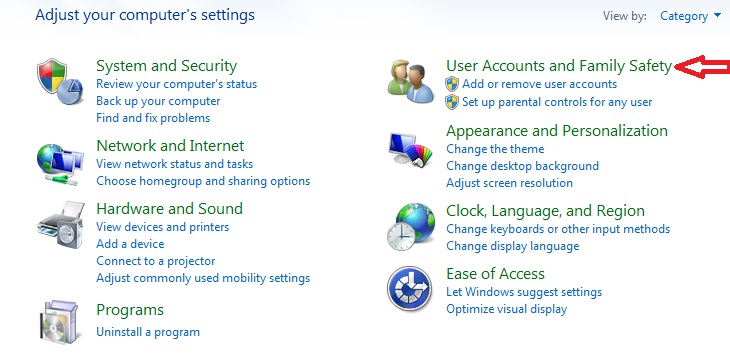 Adjust your computer's settings
View by: Category
System and Security
Review your computer's status
Back up your computer
Find and fix problems
Network and Internet
View network status and tasks
Choose homegroup and sharing options
Hardware and Sound
View devices and printers
Add a device
Connect to a projector
Adjust commonly used mobility settings
Programs
Uninstall a program
User Accounts and Family Safety
Add or remove user accounts
Set up parental controls for any user
Appearance and Personalization
Change the theme
Change desktop background
Adjust screen resolution
Clock, Language, and Region
Change keyboards or other input methods
Change display language
Ease of Access
Let Windows suggest settings
Optimize visual display